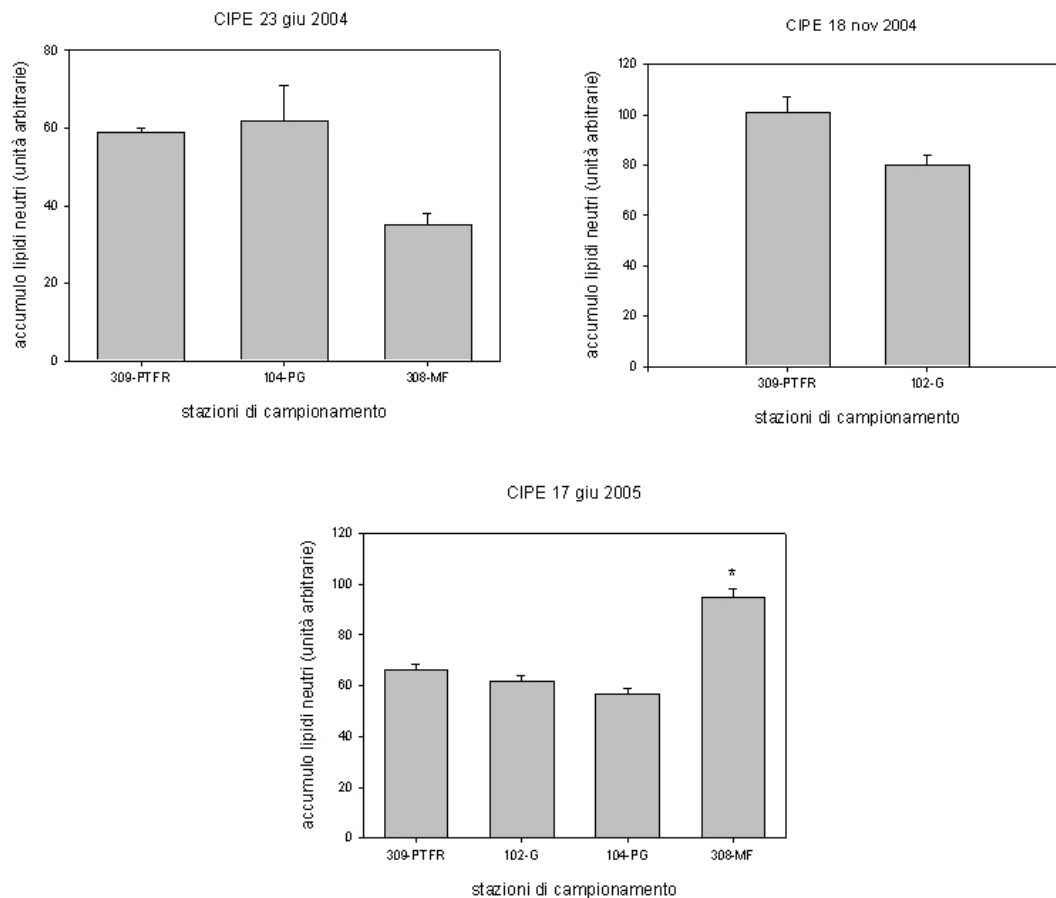 CIPE 23 giu 2004
accumulo lipidi neutri (unità arbitrarie)
80
60
40
20
0
309-PTFR 104-PG 308-MF
stazioni di campionamento
CIPE 18 nov 2004
accumulo lipidi neutri (unità arbitrarie)
120
100
80
60
40
20
0
309-PTFR 102-G
stazioni di campionamento
CIPE 17 giu 2005
accumulo lipidi neutri (unità arbitrarie)
120
100
80
60
40
20
0
*
309-PTFR 102-G 104-PG 308-MF
stazioni di campionamento